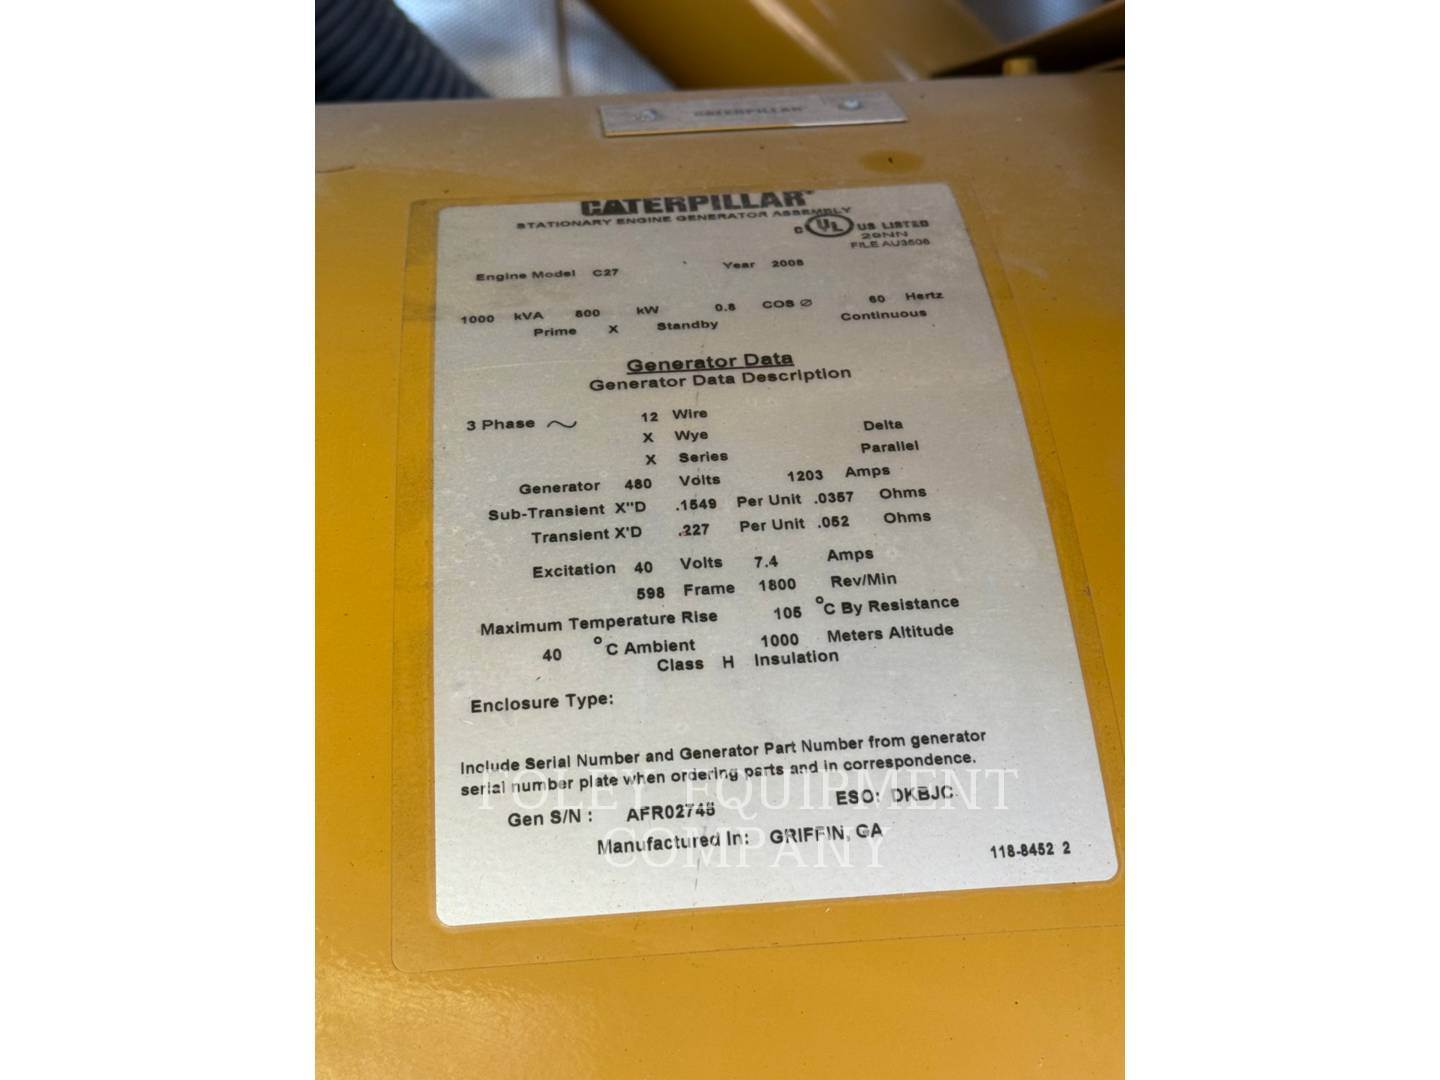 CATERPILLAR
CATERPILLAR
STATIONARY ENGINE GENERATOR ASSEMBLY
C UL US LISTED
29NN
FILE AU3506
Engine Model C27 Year 2008
1000 kVA 800 kW 0.8 COS ∅ 60 Hertz
Prime X Standby Continuous
Generator Data
Generator Data Description
3 Phase ~ 12 Wire
X Wye Delta
X Series Parallel
Generator 480 Volts 1203 Amps
Sub-Transient X"D .1549 Per Unit .0357 Ohms
Transient X'D .227 Per Unit .052 Ohms
Excitation 40 Volts 7.4 Amps
598 Frame 1800 Rev/Min
Maximum Temperature Rise 105 °C By Resistance
40 °C Ambient 1000 Meters Altitude
Class H Insulation
Enclosure Type:
Include Serial Number and Generator Part Number from generator
serial number plate when ordering parts and in correspondence.
Gen S/N : AFR02745 ESO: DKBJC
Manufactured In: GRIFFIN, GA
118-8452 2
FOLEY EQUIPMENT
COMPANY